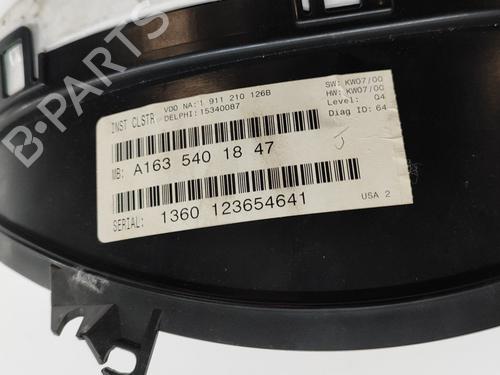 INST CLSTR
VDO NA: 1 911 210 126B
DELPHI: 15340087
SW: KW07/00
HW: KW07/00
Level: Q4
Diag ID: 64
MB: A163 540 18 47
SERIAL: 1360 123654641
USA 2
B-PARTS